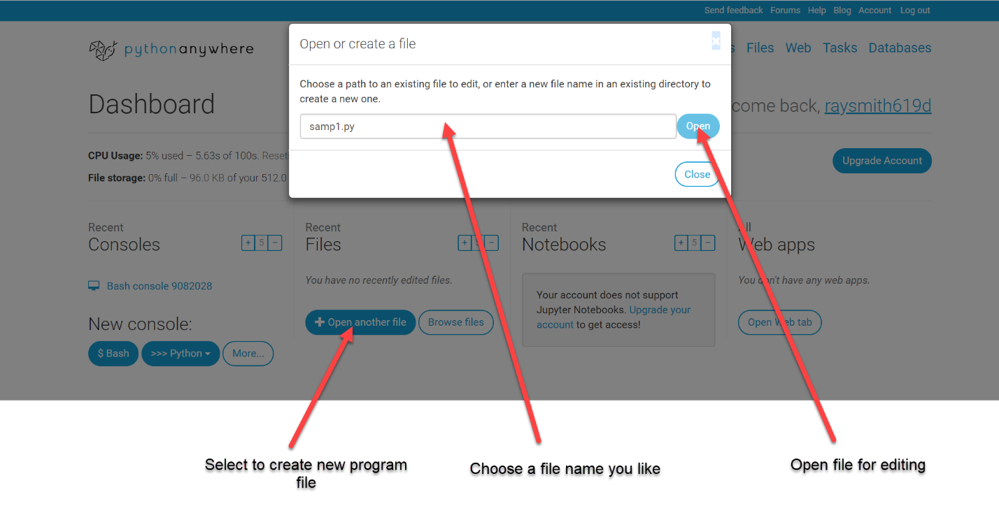 Send feedback Forums Help Blog Account Log out
pythonanywhere
Open or create a file
Files Web Tasks Databases
Choose a path to an existing file to edit, or enter a new file name in an existing directory to
create a new one.
Dashboard
come back, raysmith619d
samp1.py
Open
CPU Usage: 5% used – 5.63s of 100s. Resets
Upgrade Account
File storage: 0% full – 96.0 KB of your 512.0
Close
Recent
Consoles
+ 5 −
Recent
Files
+ 5 −
Recent
Notebooks
+ 5 −
All
Web apps
Bash console 9082028
You have no recently edited files.
Your account does not support
Jupyter Notebooks. Upgrade your
account to get access!
You don't have any web apps.
New console:
+ Open another file
Browse files
Open Web tab
$ Bash
>>> Python
More...
Select to create new program
file
Choose a file name you like
Open file for editing